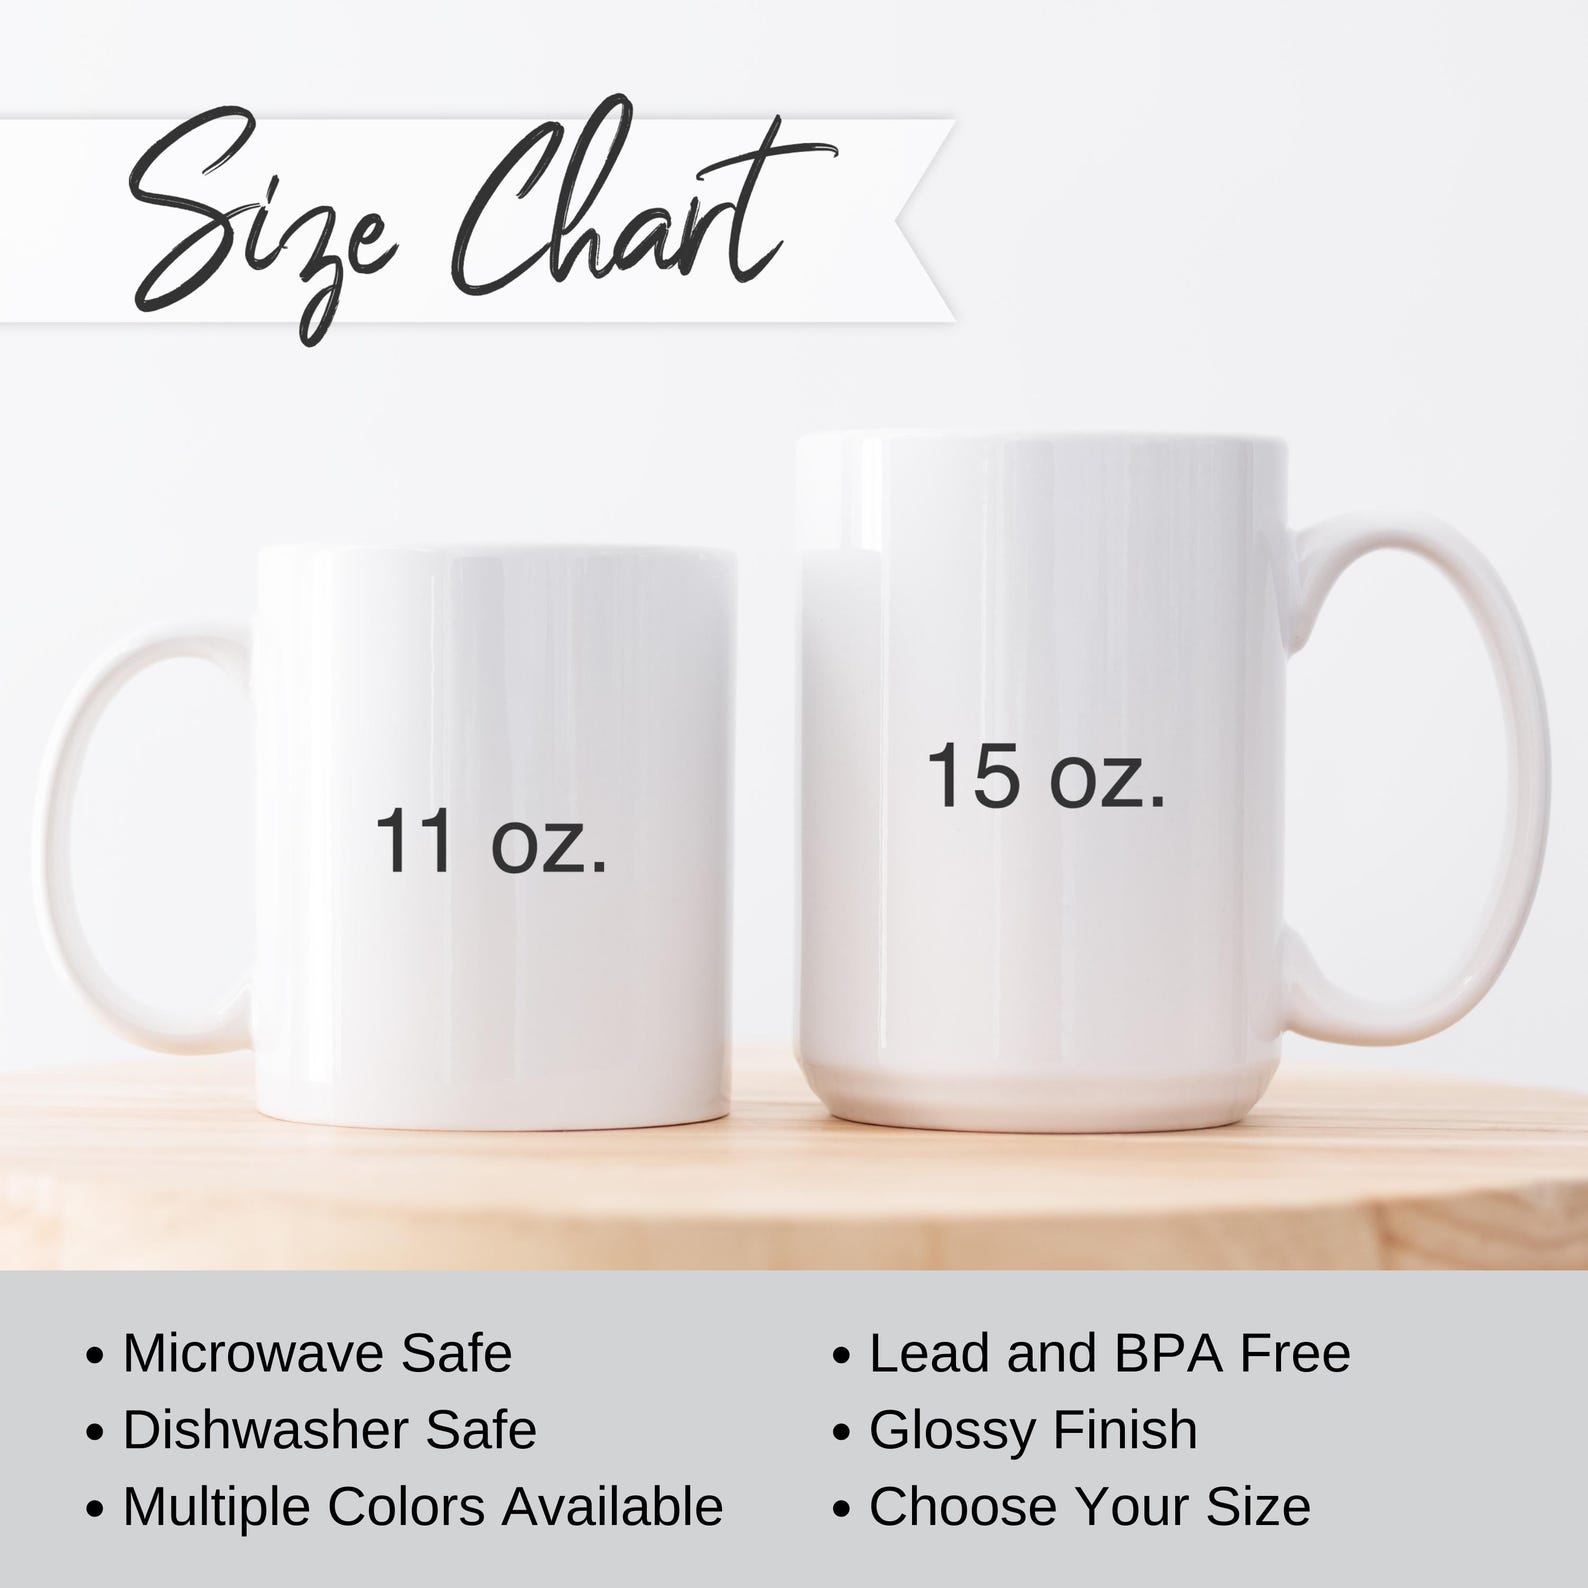 Size Chart
11 oz.
15 oz.
• Microwave Safe
• Dishwasher Safe
• Multiple Colors Available
• Lead and BPA Free
• Glossy Finish
• Choose Your Size